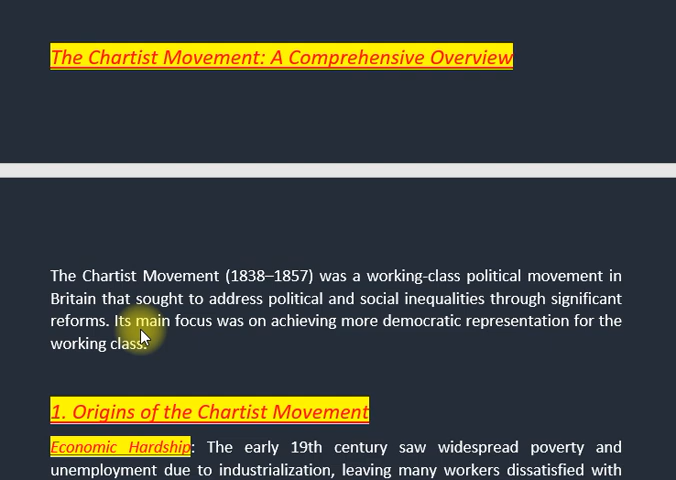 The Chartist Movement: A Comprehensive Overview
The Chartist Movement (1838–1857) was a working-class political movement in
Britain that sought to address political and social inequalities through significant
reforms. Its main focus was on achieving more democratic representation for the
working class.
1. Origins of the Chartist Movement
Economic Hardship: The early 19th century saw widespread poverty and
unemployment due to industrialization, leaving many workers dissatisfied with